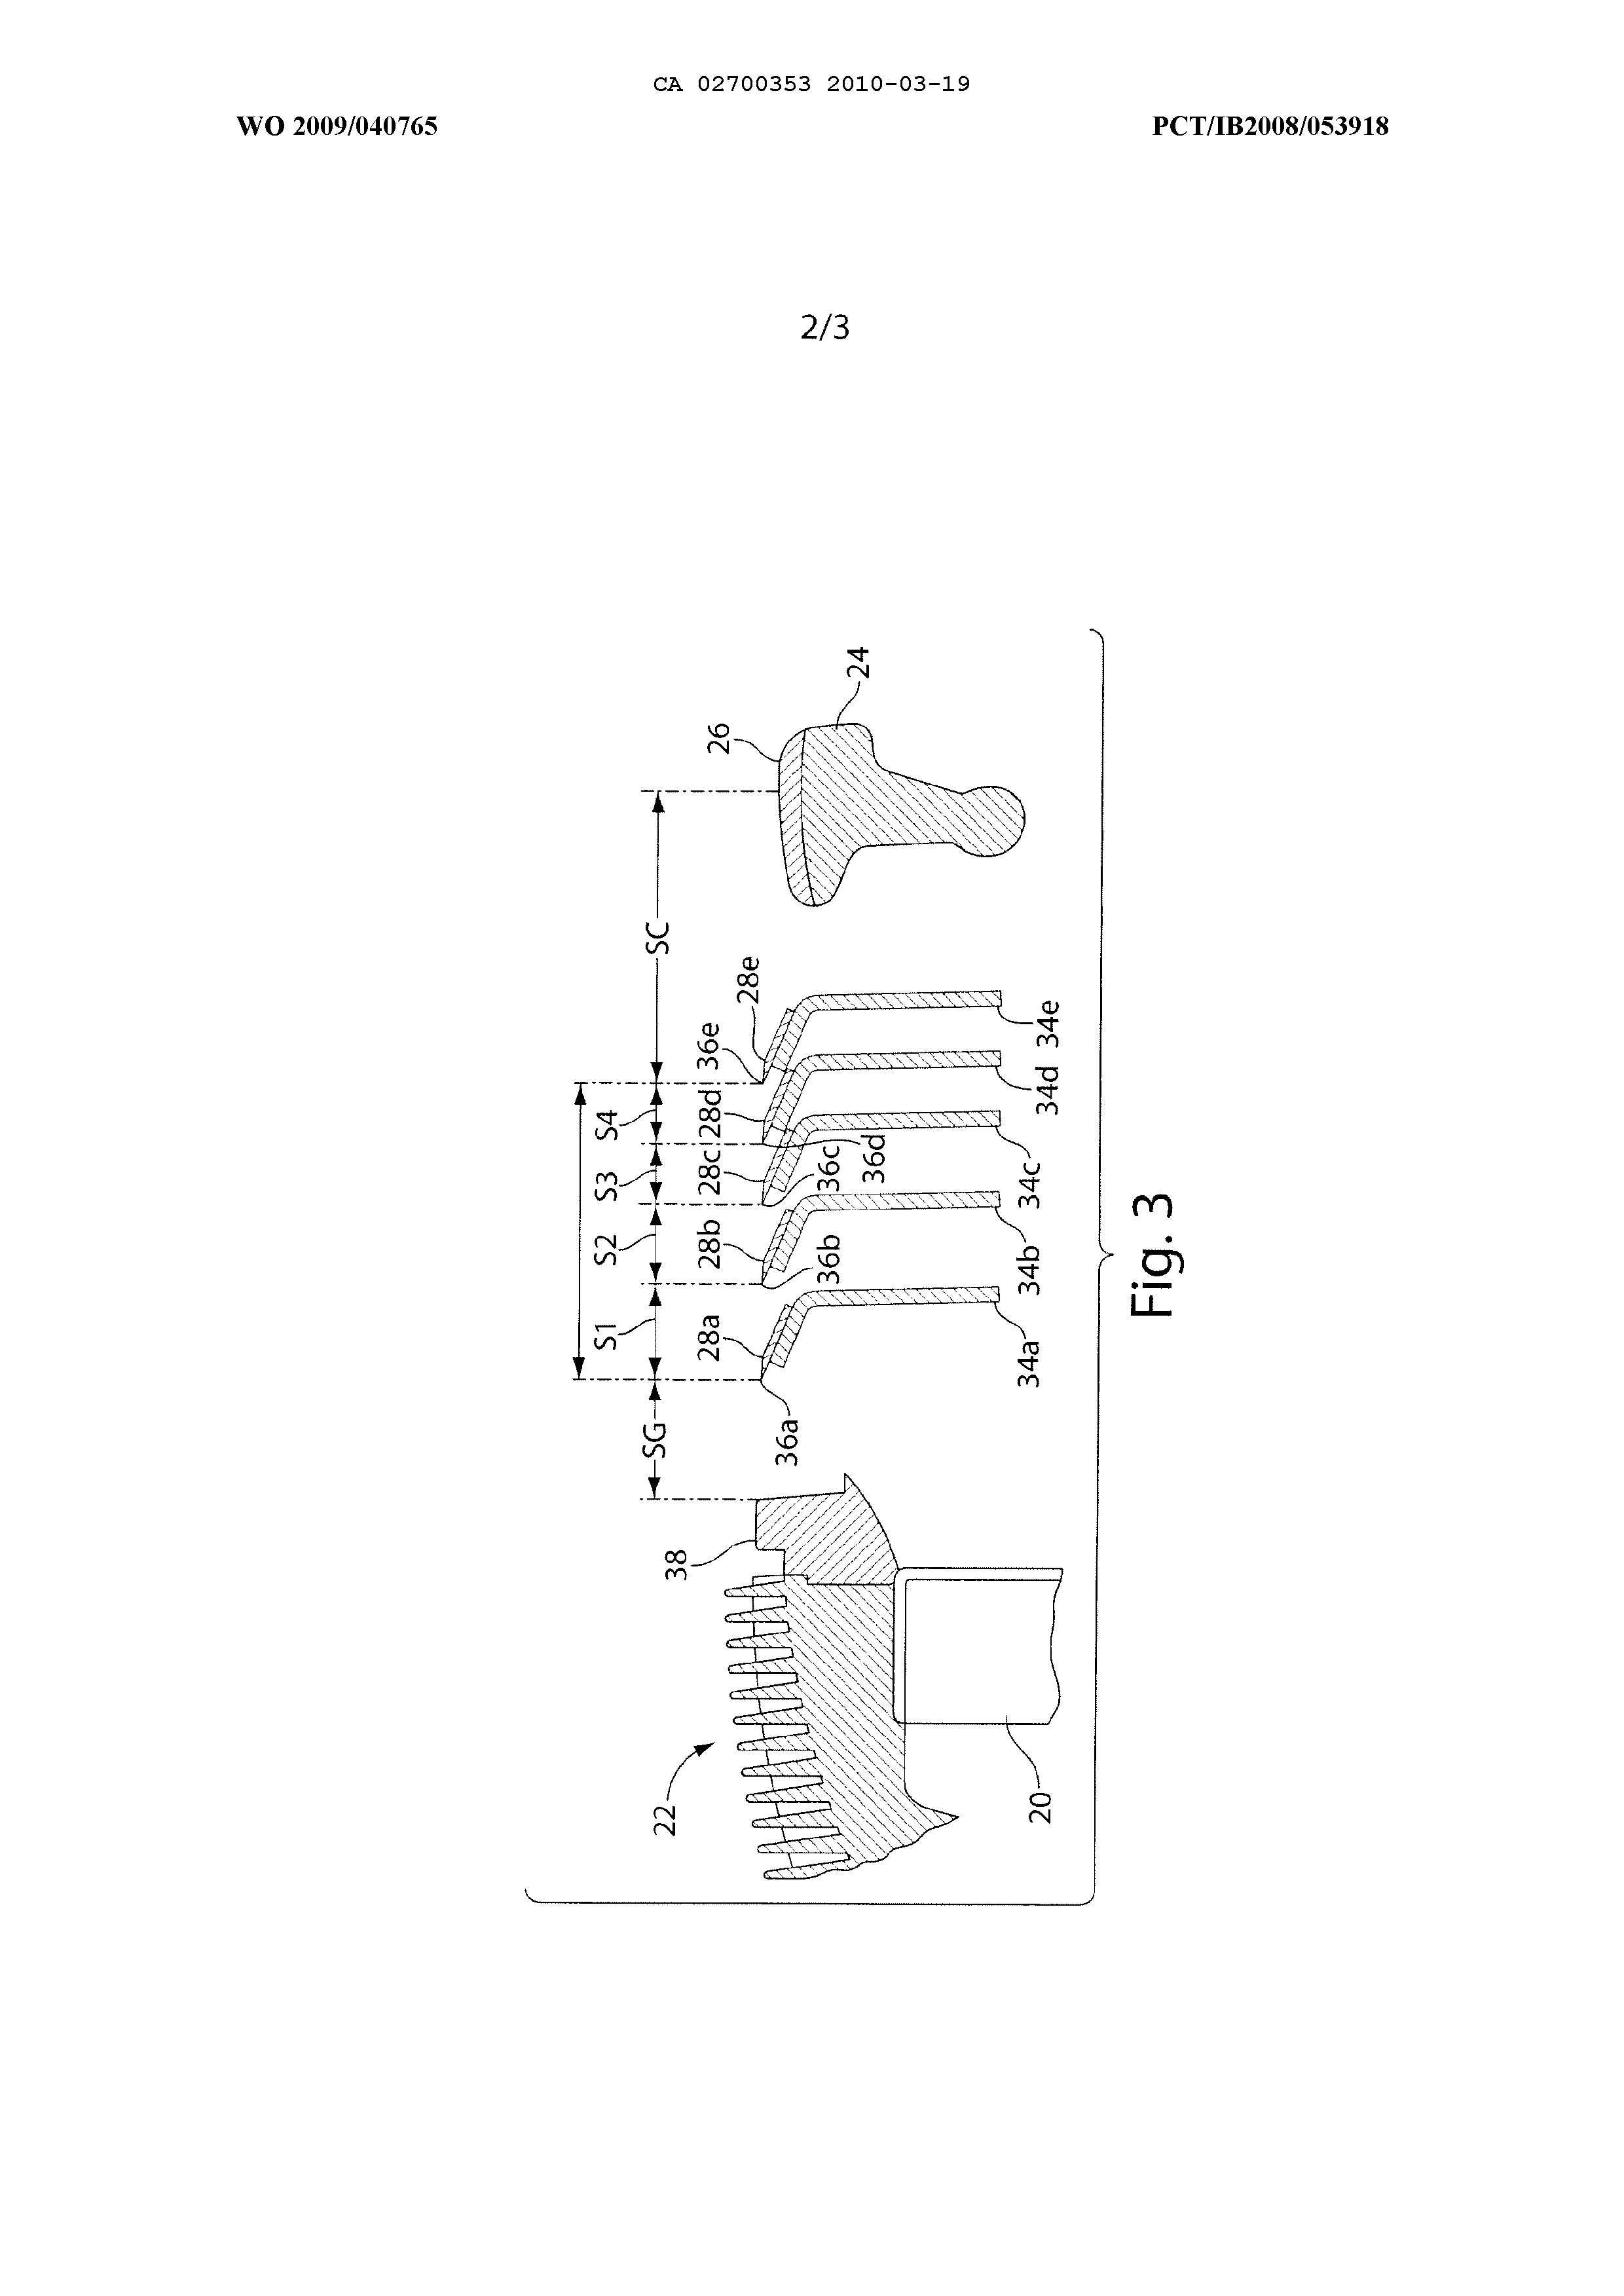 CA 02700353 2010-03-19
WO 2009/040765
PCT/IB2008/053918
2/3
SG
S1
S2
S3
S4
SC
38
22
20
36a
28a
28b
28c
28d
36e
28e
26
24
36b
36c
36d
34a
34b
34c
34d
34e
Fig. 3